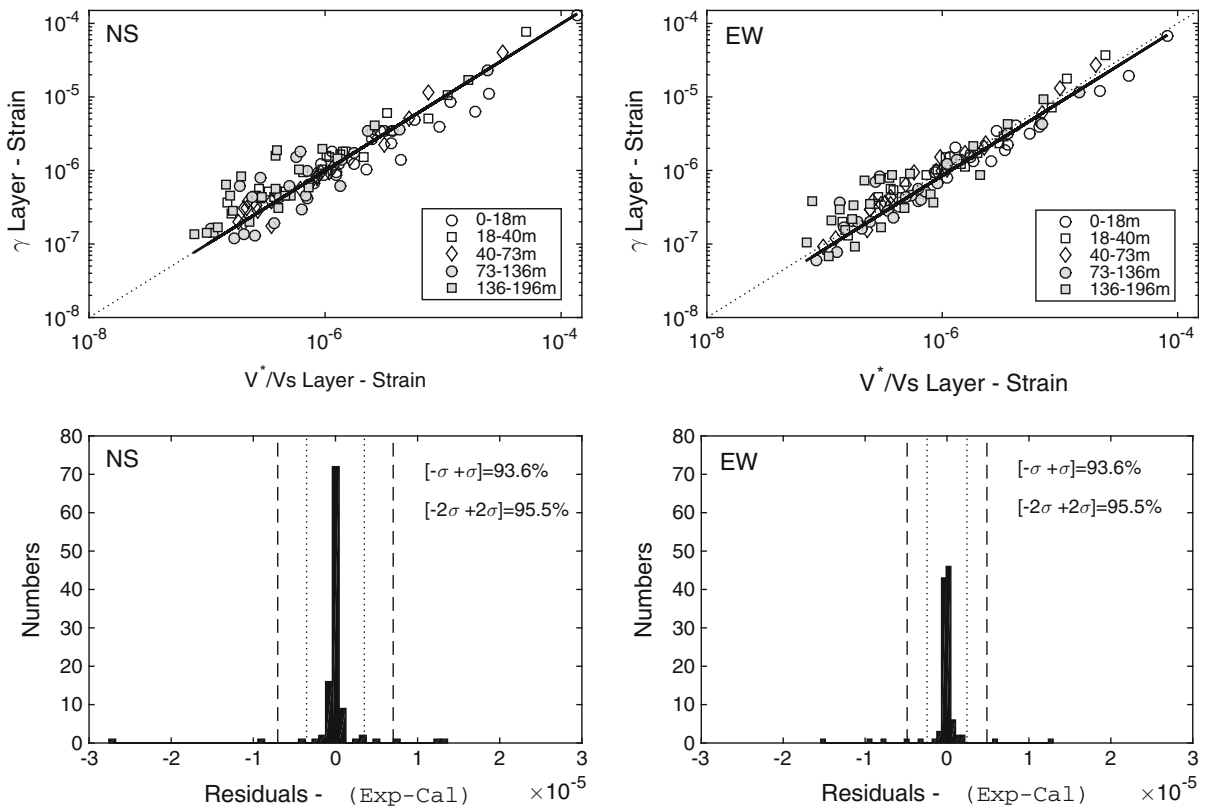 NS
10^-4
10^-5
10^-6
10^-7
10^-8
γ Layer - Strain
0-18m
18-40m
40-73m
73-136m
136-196m
10^-8
10^-6
10^-4
V*/Vs Layer - Strain
EW
10^-4
10^-5
10^-6
10^-7
10^-8
γ Layer - Strain
0-18m
18-40m
40-73m
73-136m
136-196m
10^-8
10^-6
10^-4
V*/Vs Layer - Strain
NS
80
70
60
50
40
30
20
10
0
Numbers
[-σ +σ]=93.6%
[-2σ +2σ]=95.5%
-3 -2 -1 0 1 2 3
Residuals - (Exp-Cal) ×10^-5
EW
80
70
60
50
40
30
20
10
0
Numbers
[-σ +σ]=93.6%
[-2σ +2σ]=95.5%
-3 -2 -1 0 1 2 3
Residuals - (Exp-Cal) ×10^-5